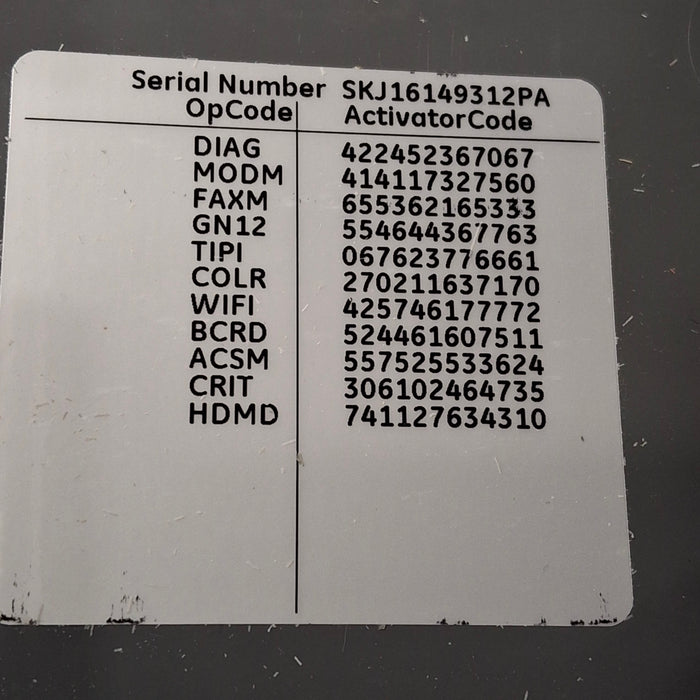 Serial Number SKJ16149312PA
OpCode ActivatorCode
DIAG 422452367067
MODM 414117327560
FAXM 655362165333
GN12 554644367763
TIPI 067623776661
COLR 270211637170
WIFI 425746177772
BCRD 524461607511
ACSM 557525533624
CRIT 306102464735
HDMD 741127634310